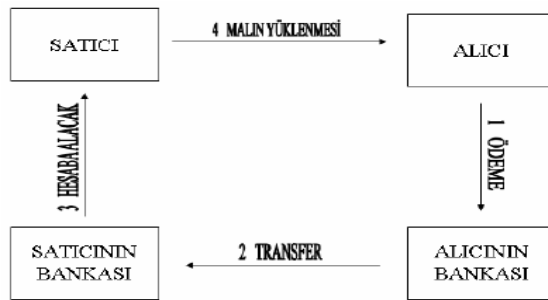 4 MALIN YÜKLENMESİ
SATICI
ALICI
3 HESABA ALACAK
1 ÖDEME
SATICININ
BANKASI
2 TRANSFER
ALICININ
BANKASI